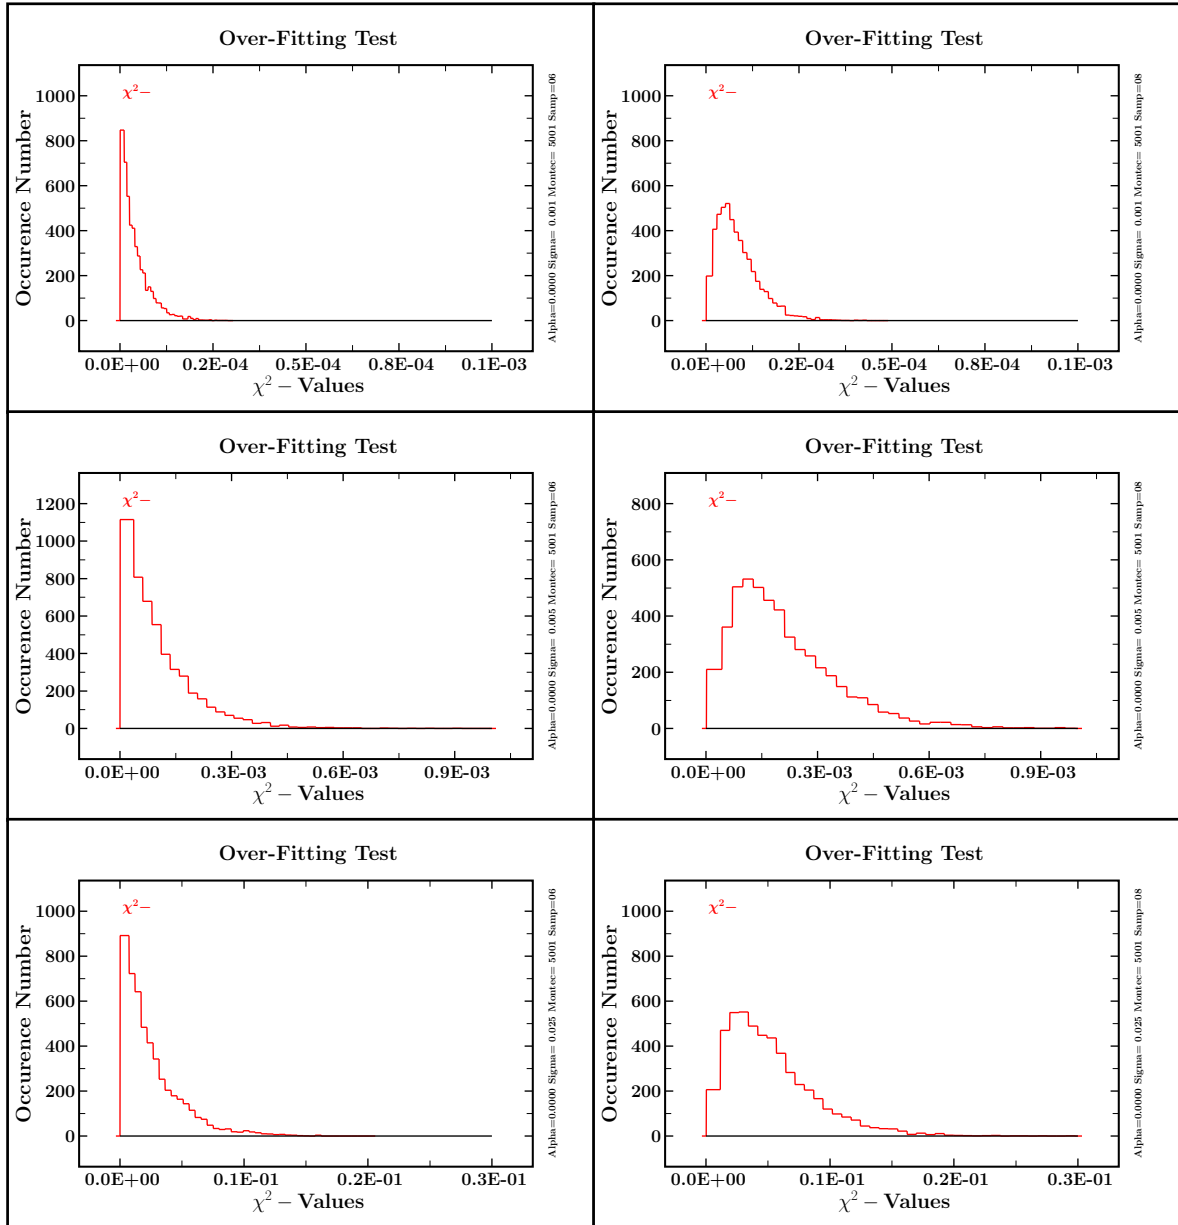 Over-Fitting Test
χ²–
1000
800
600
400
200
0
Occurence Number
0.0E+00 0.2E-04 0.5E-04 0.8E-04 0.1E-03
χ² – Values
Alpha=0.0000 Sigma= 0.001 Montec= 5001 Samp=06
Over-Fitting Test
χ²–
1000
800
600
400
200
0
Occurence Number
0.0E+00 0.2E-04 0.5E-04 0.8E-04 0.1E-03
χ² – Values
Alpha=0.0000 Sigma= 0.001 Montec= 5001 Samp=08
Over-Fitting Test
χ²–
1200
1000
800
600
400
200
0
Occurence Number
0.0E+00 0.3E-03 0.6E-03 0.9E-03
χ² – Values
Alpha=0.0000 Sigma= 0.005 Montec= 5001 Samp=06
Over-Fitting Test
χ²–
800
600
400
200
0
Occurence Number
0.0E+00 0.3E-03 0.6E-03 0.9E-03
χ² – Values
Alpha=0.0000 Sigma= 0.005 Montec= 5001 Samp=08
Over-Fitting Test
χ²–
1000
800
600
400
200
0
Occurence Number
0.0E+00 0.1E-01 0.2E-01 0.3E-01
χ² – Values
Alpha=0.0000 Sigma= 0.025 Montec= 5001 Samp=06
Over-Fitting Test
χ²–
1000
800
600
400
200
0
Occurence Number
0.0E+00 0.1E-01 0.2E-01 0.3E-01
χ² – Values
Alpha=0.0000 Sigma= 0.025 Montec= 5001 Samp=08